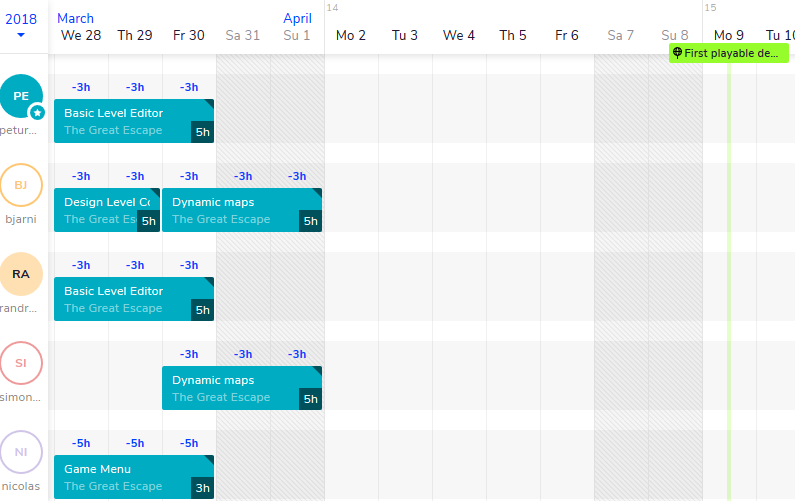 2018
March
April
14
15
We 28
Th 29
Fr 30
Sa 31
Su 1
Mo 2
Tu 3
We 4
Th 5
Fr 6
Sa 7
Su 8
Mo 9
Tu 10
First playable de...
PE
petur...
-3h
-3h
-3h
Basic Level Editor
The Great Escape
5h
BJ
bjarni
-3h
-3h
-3h
-3h
-3h
Design Level Co
The Great Es
5h
Dynamic maps
The Great Escape
5h
RA
randr...
-3h
-3h
-3h
Basic Level Editor
The Great Escape
5h
SI
simon...
-3h
-3h
-3h
Dynamic maps
The Great Escape
5h
NI
nicolas
-5h
-5h
-5h
Game Menu
The Great Escape
3h